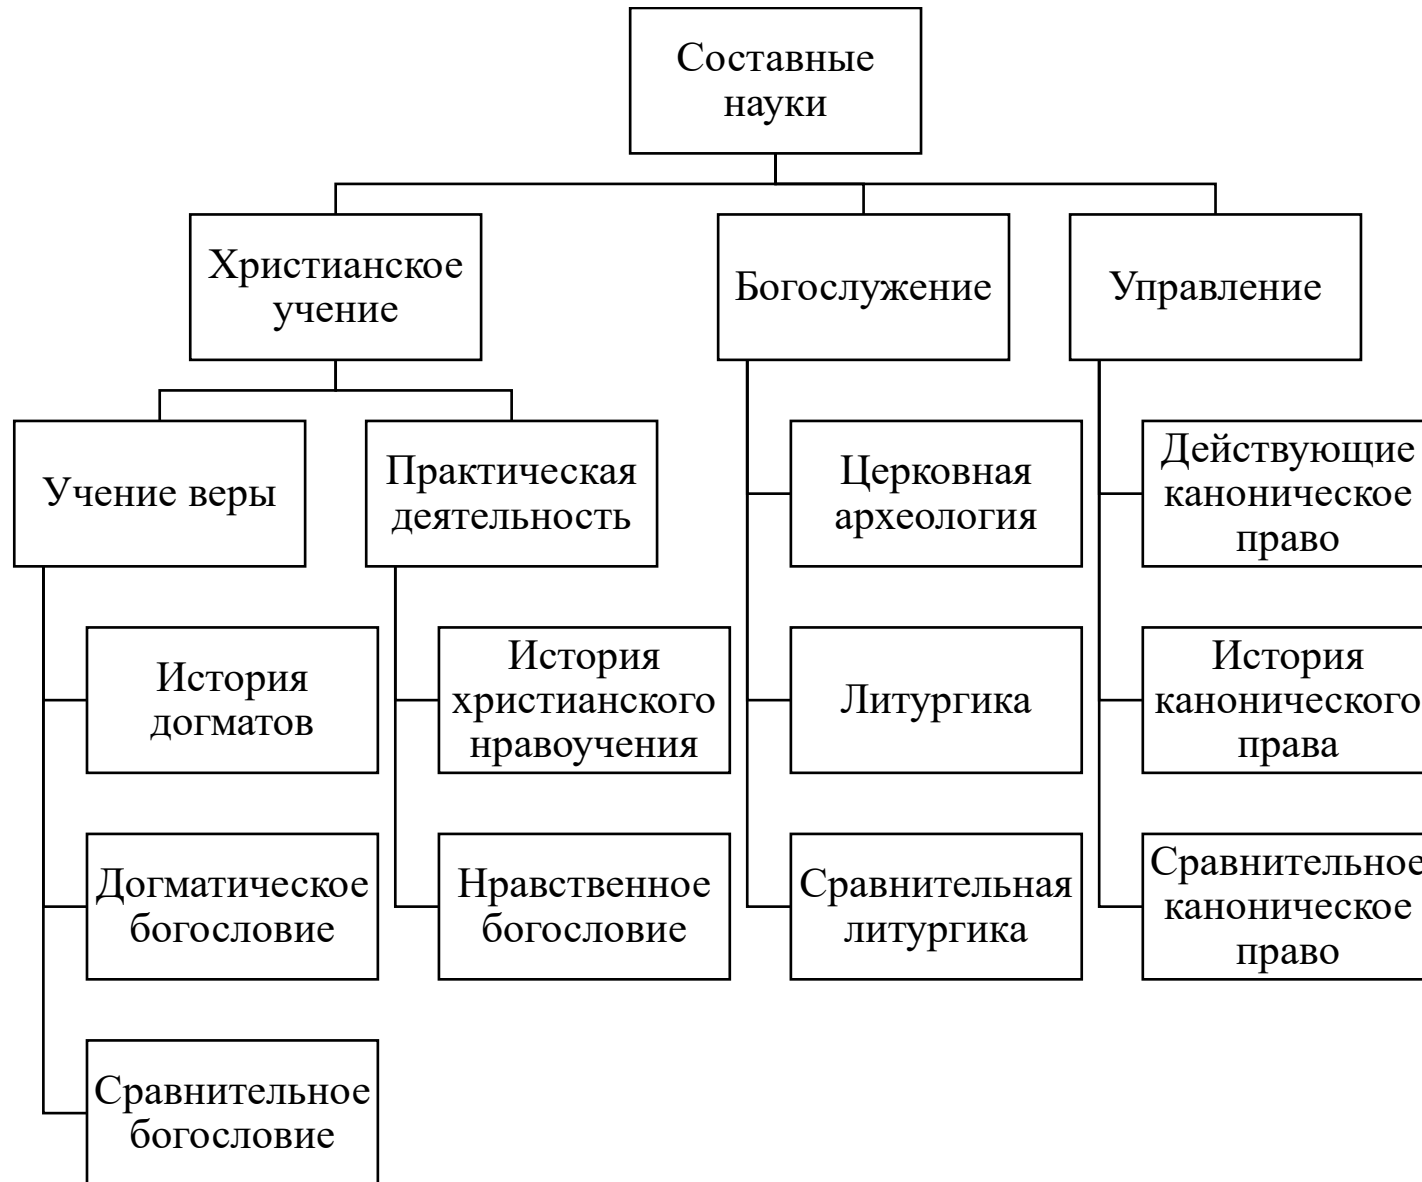 Составные
науки
Христианское
учение
Богослужение
Управление
Учение веры
Практическая
деятельность
Церковная
археология
Действующие
каноническое
право
История
догматов
История
христианского
нравоучения
Литургика
История
канонического
права
Догматическое
богословие
Нравственное
богословие
Сравнительная
литургика
Сравнительное
каноническое
право
Сравнительное
богословие